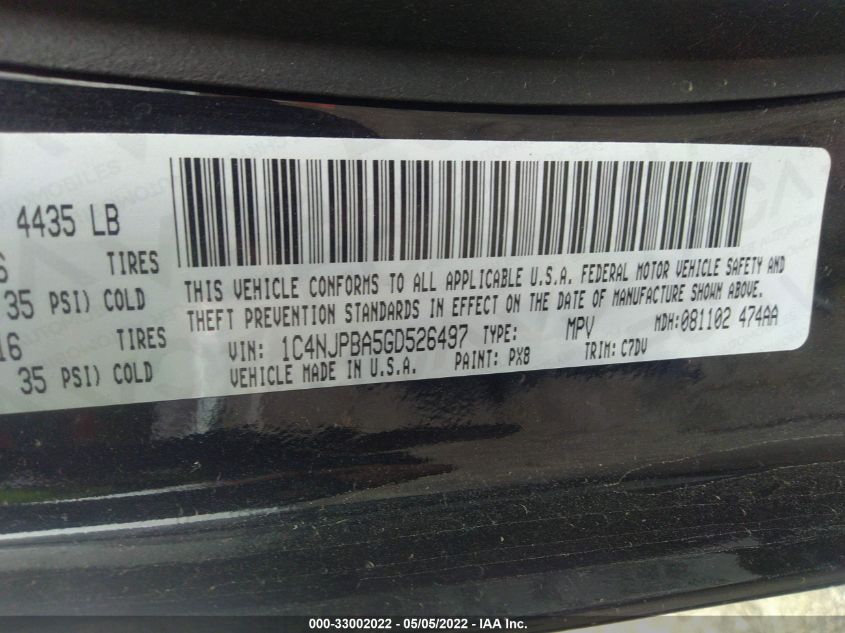 4435 LB
TIRES
35 PSI) COLD
TIRES
35 PSI) COLD
THIS VEHICLE CONFORMS TO ALL APPLICABLE U.S.A. FEDERAL MOTOR VEHICLE SAFETY AND
THEFT PREVENTION STANDARDS IN EFFECT ON THE DATE OF MANUFACTURE SHOWN ABOVE.
VIN: 1C4NJPBA5GD526497 TYPE: MPV MDH:081102 474AA
VEHICLE MADE IN U.S.A. PAINT: PX8 TRIM: C7DV
000-33002022 - 05/05/2022 - IAA Inc.